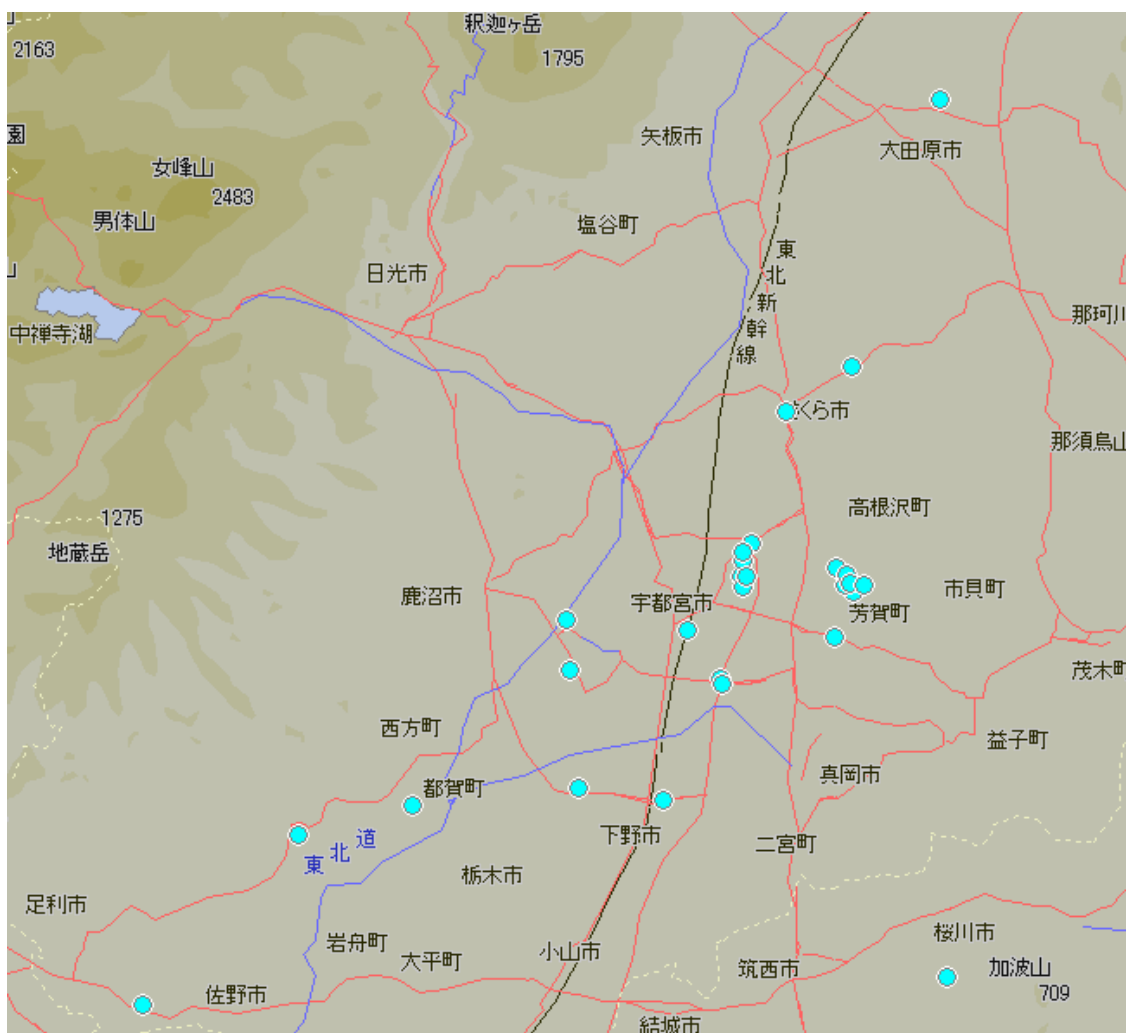 釈迦ヶ岳
2163
1795
園
矢板市
大田原市
女峰山
2483
男体山
塩谷町
山
東北新幹線
日光市
那珂川
中禅寺湖
くら市
那須烏山
高根沢町
1275
地蔵岳
鹿沼市
宇都宮市
市貝町
芳賀町
茂木町
西方町
益子町
真岡市
都賀町
下野市
二宮町
東北道
栃木市
足利市
岩舟町
大平町
小山市
桜川市
筑西市
加波山
709
佐野市
結城市